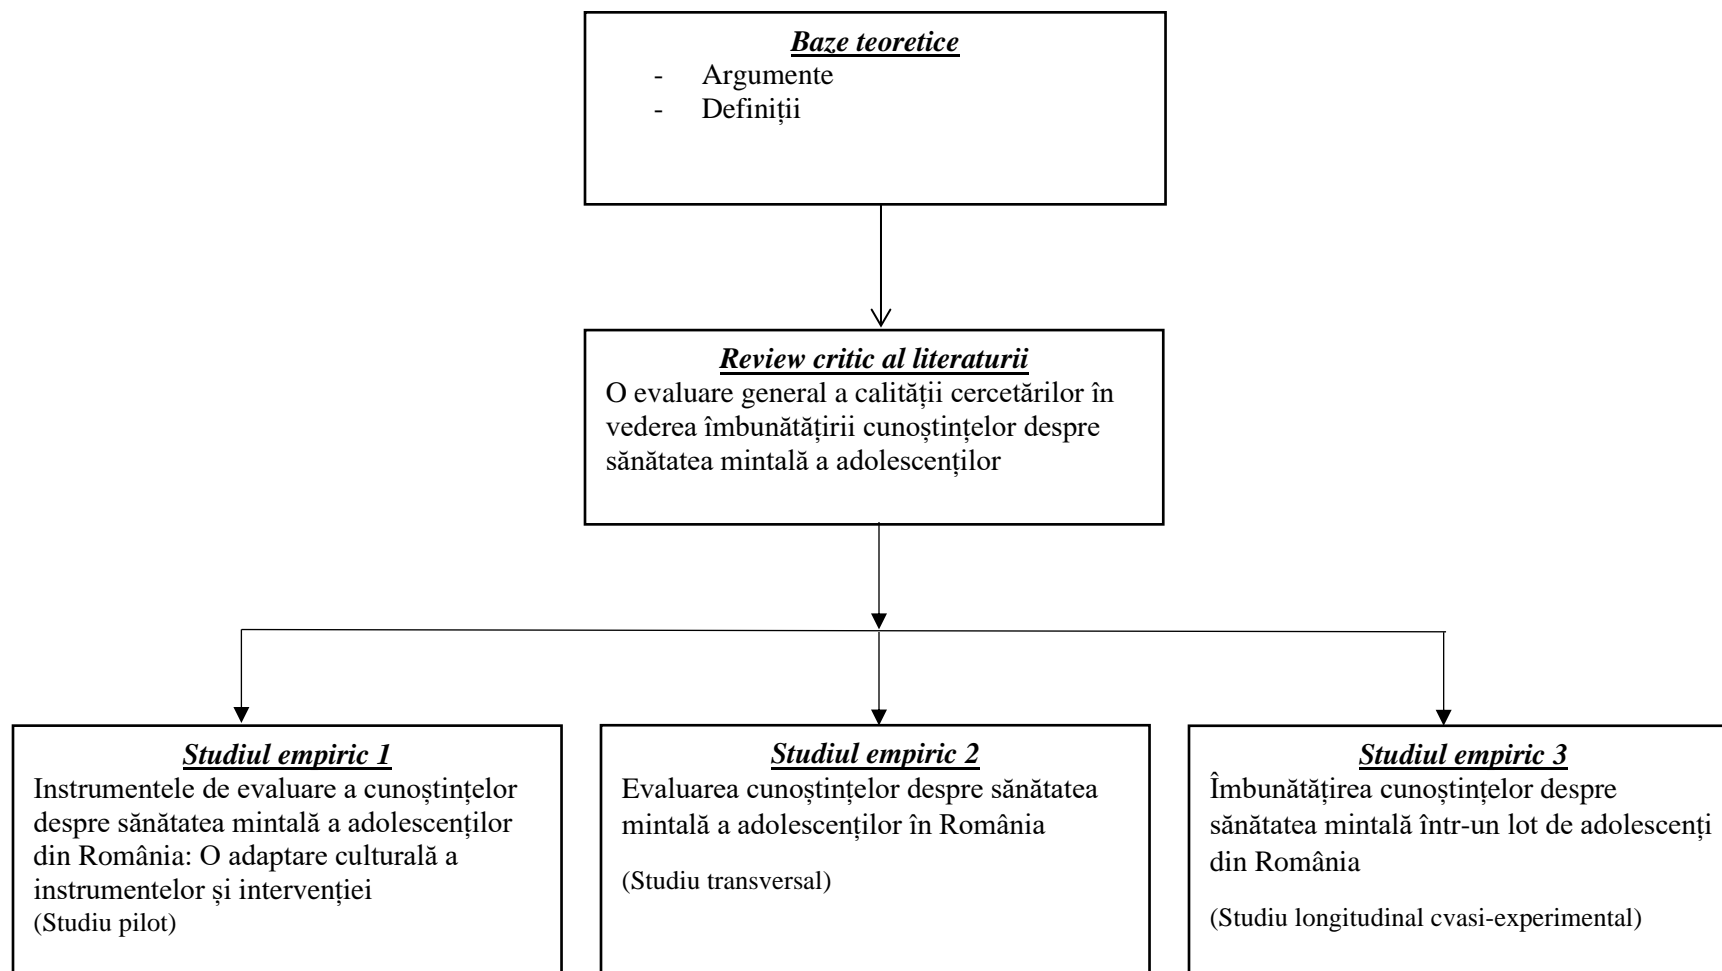 Baze teoretice
- Argumente
- Definiții
Review critic al literaturii
O evaluare general a calității cercetărilor în
vederea îmbunătățirii cunoștințelor despre
sănătatea mintală a adolescenților
Studiul empiric 1
Instrumentele de evaluare a cunoștințelor
despre sănătatea mintală a adolescenților
din România: O adaptare culturală a
instrumentelor și intervenției
(Studiu pilot)
Studiul empiric 2
Evaluarea cunoștințelor despre sănătatea
mintală a adolescenților în România
(Studiu transversal)
Studiul empiric 3
Îmbunătățirea cunoștințelor despre
sănătatea mintală într-un lot de adolescenți
din România
(Studiu longitudinal cvasi-experimental)